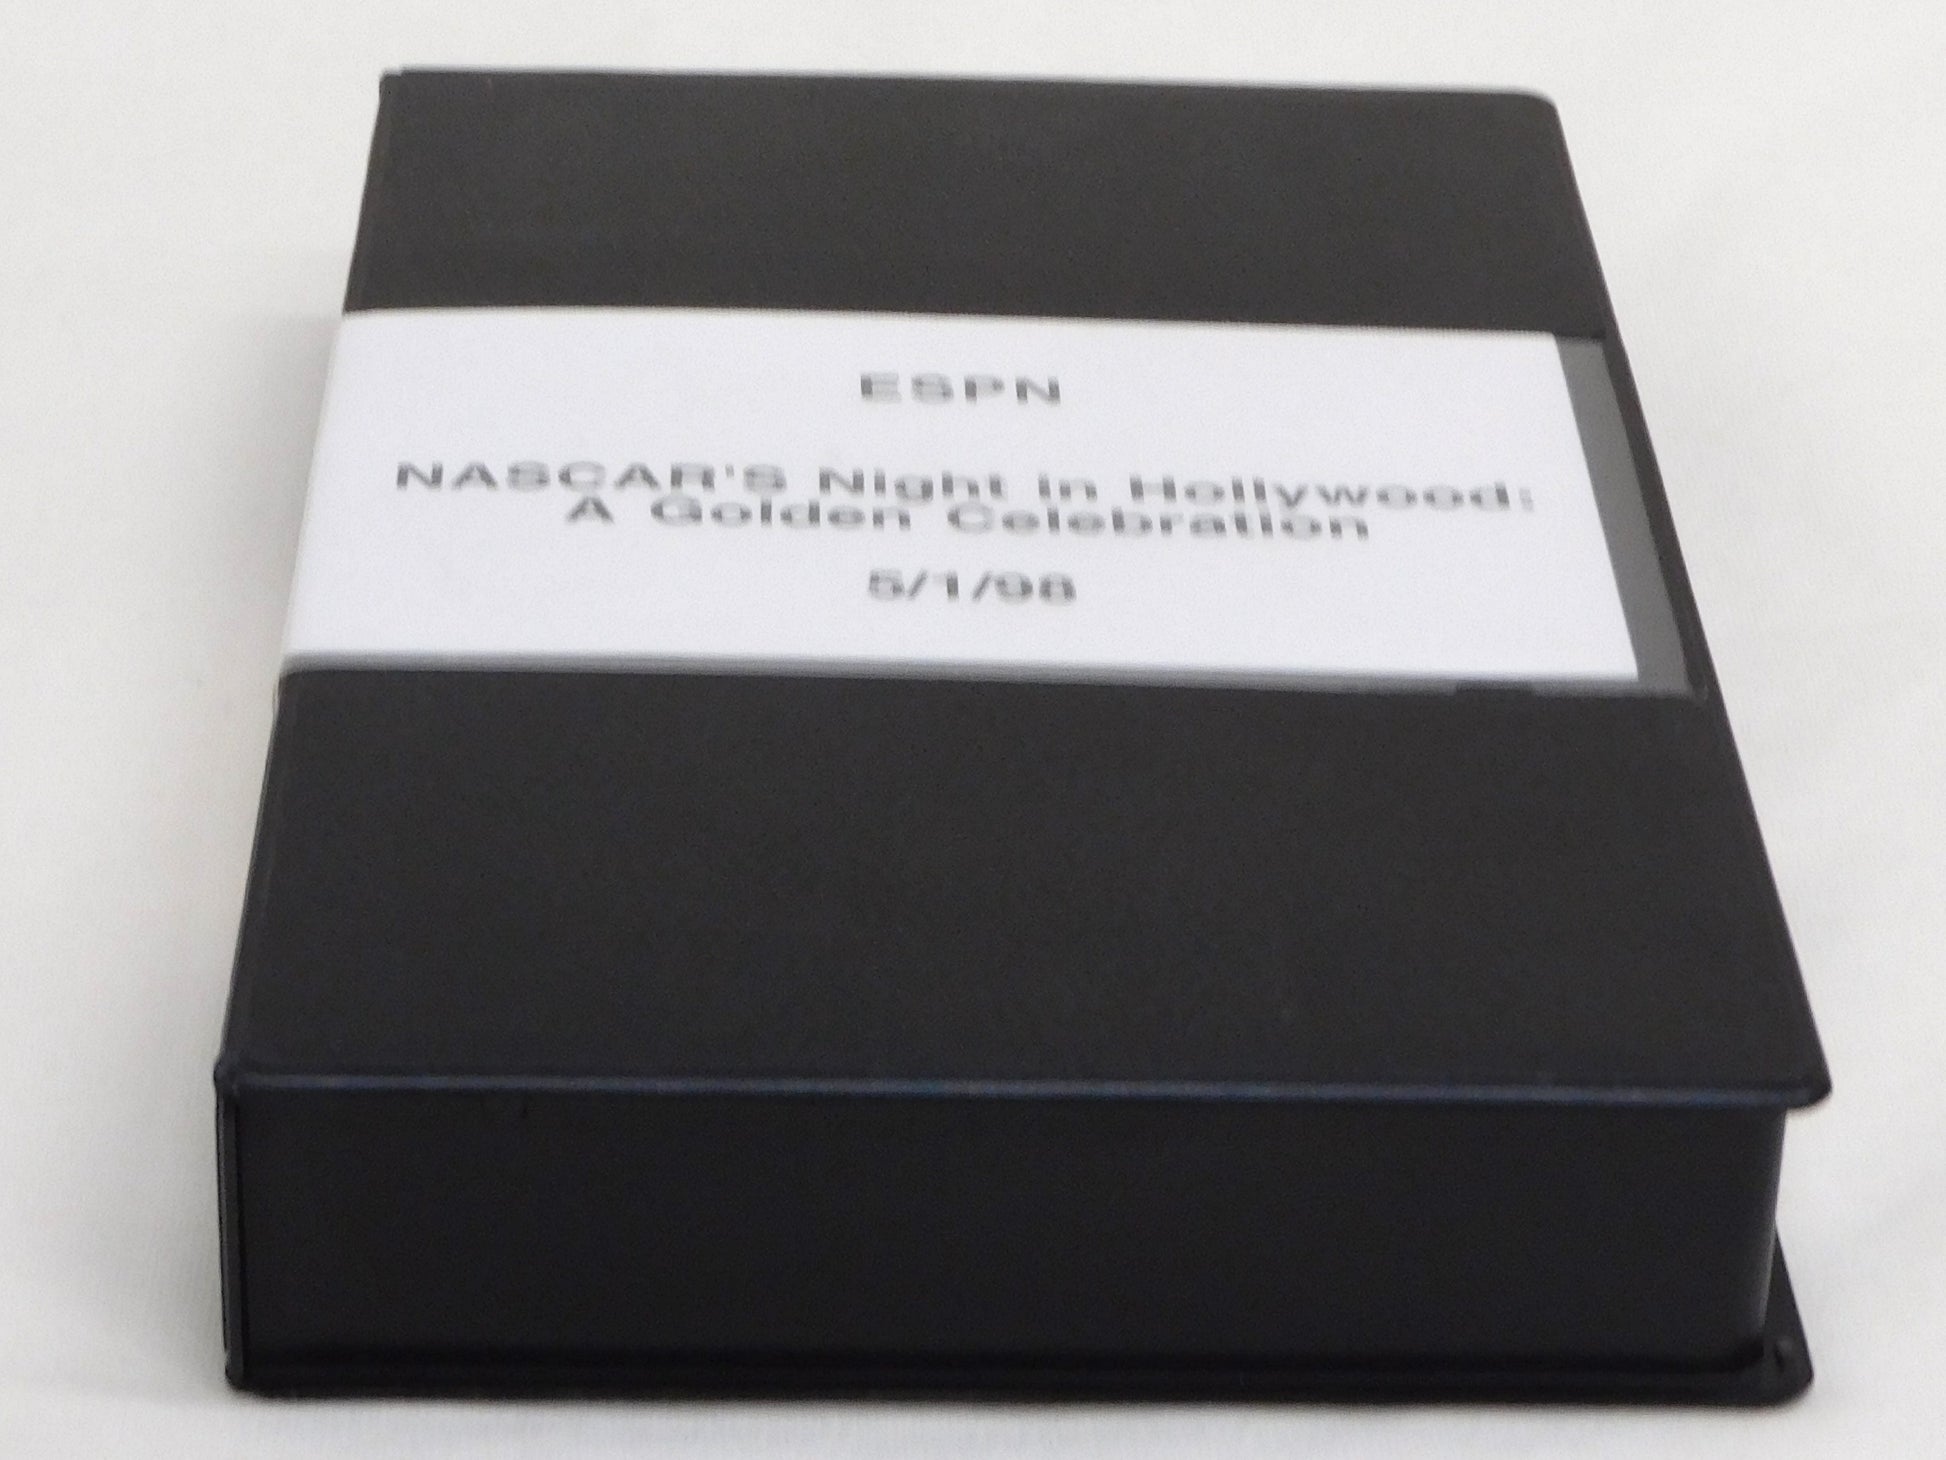 ESPN
NASCAR'S Night in Hollywood:
A Golden Celebration
5/1/98